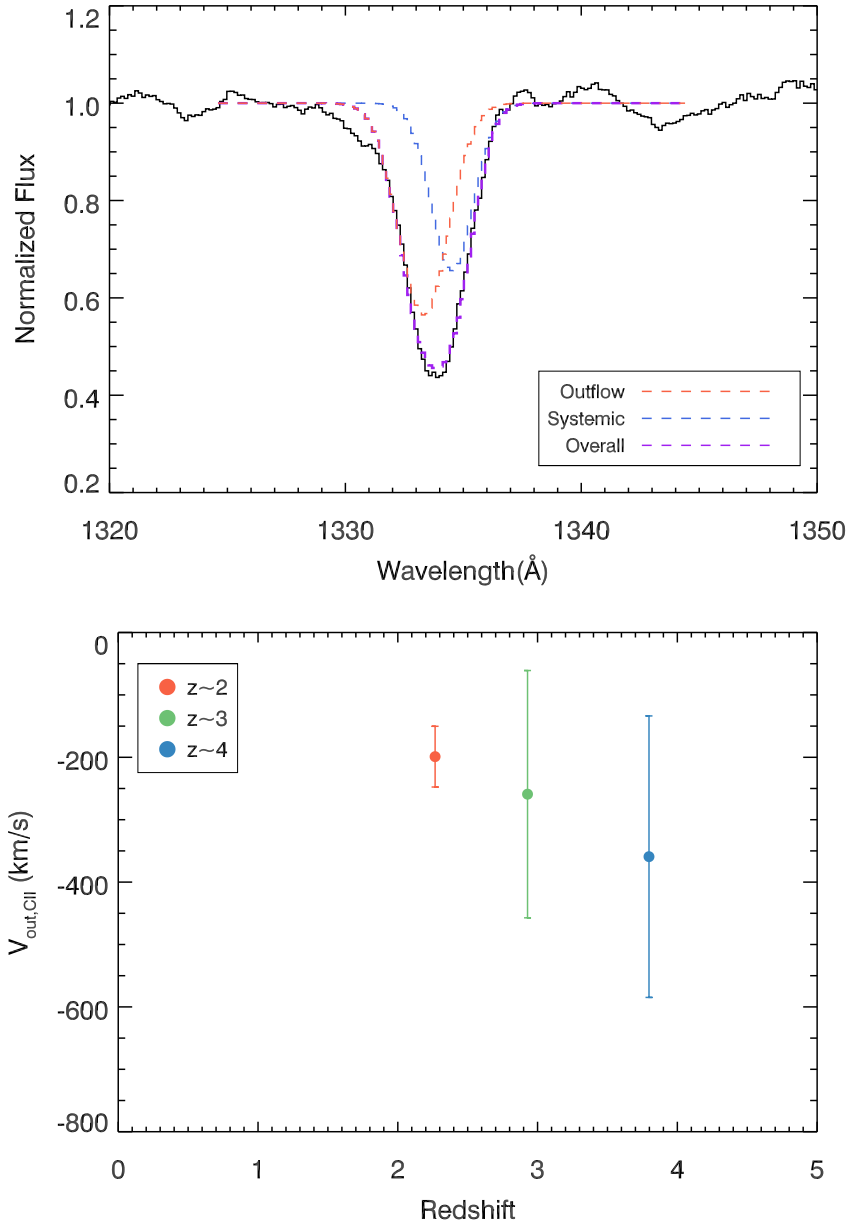 1.2
1.0
0.8
0.6
0.4
0.2
Normalized Flux
Outflow
Systemic
Overall
1320 1330 1340 1350
Wavelength(Å)
0
-200
-400
-600
-800
V_out,CII (km/s)
z~2
z~3
z~4
0 1 2 3 4 5
Redshift